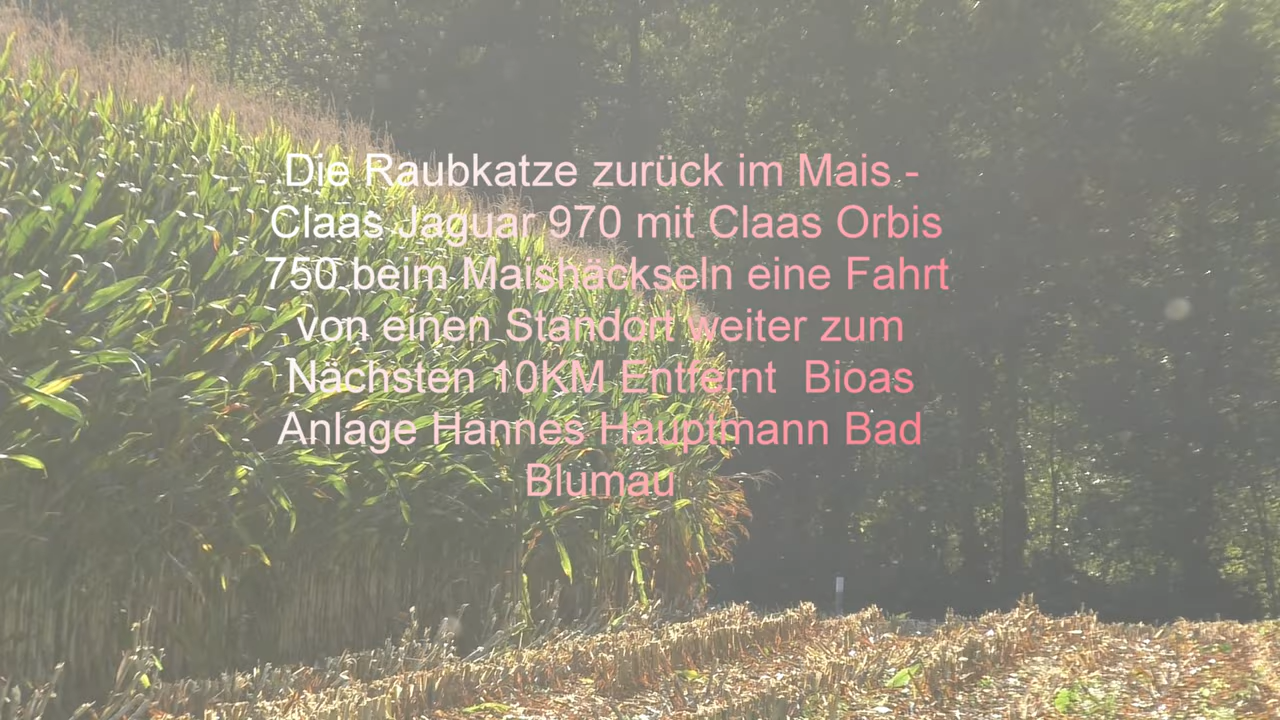 Die Raubkatze zurück im Mais -
Claas Jaguar 970 mit Claas Orbis
750 beim Maishäckseln eine Fahrt
von einen Standort weiter zum
Nächsten 10KM Entfernt  Bioas
Anlage Hannes Hauptmann Bad
Blumau